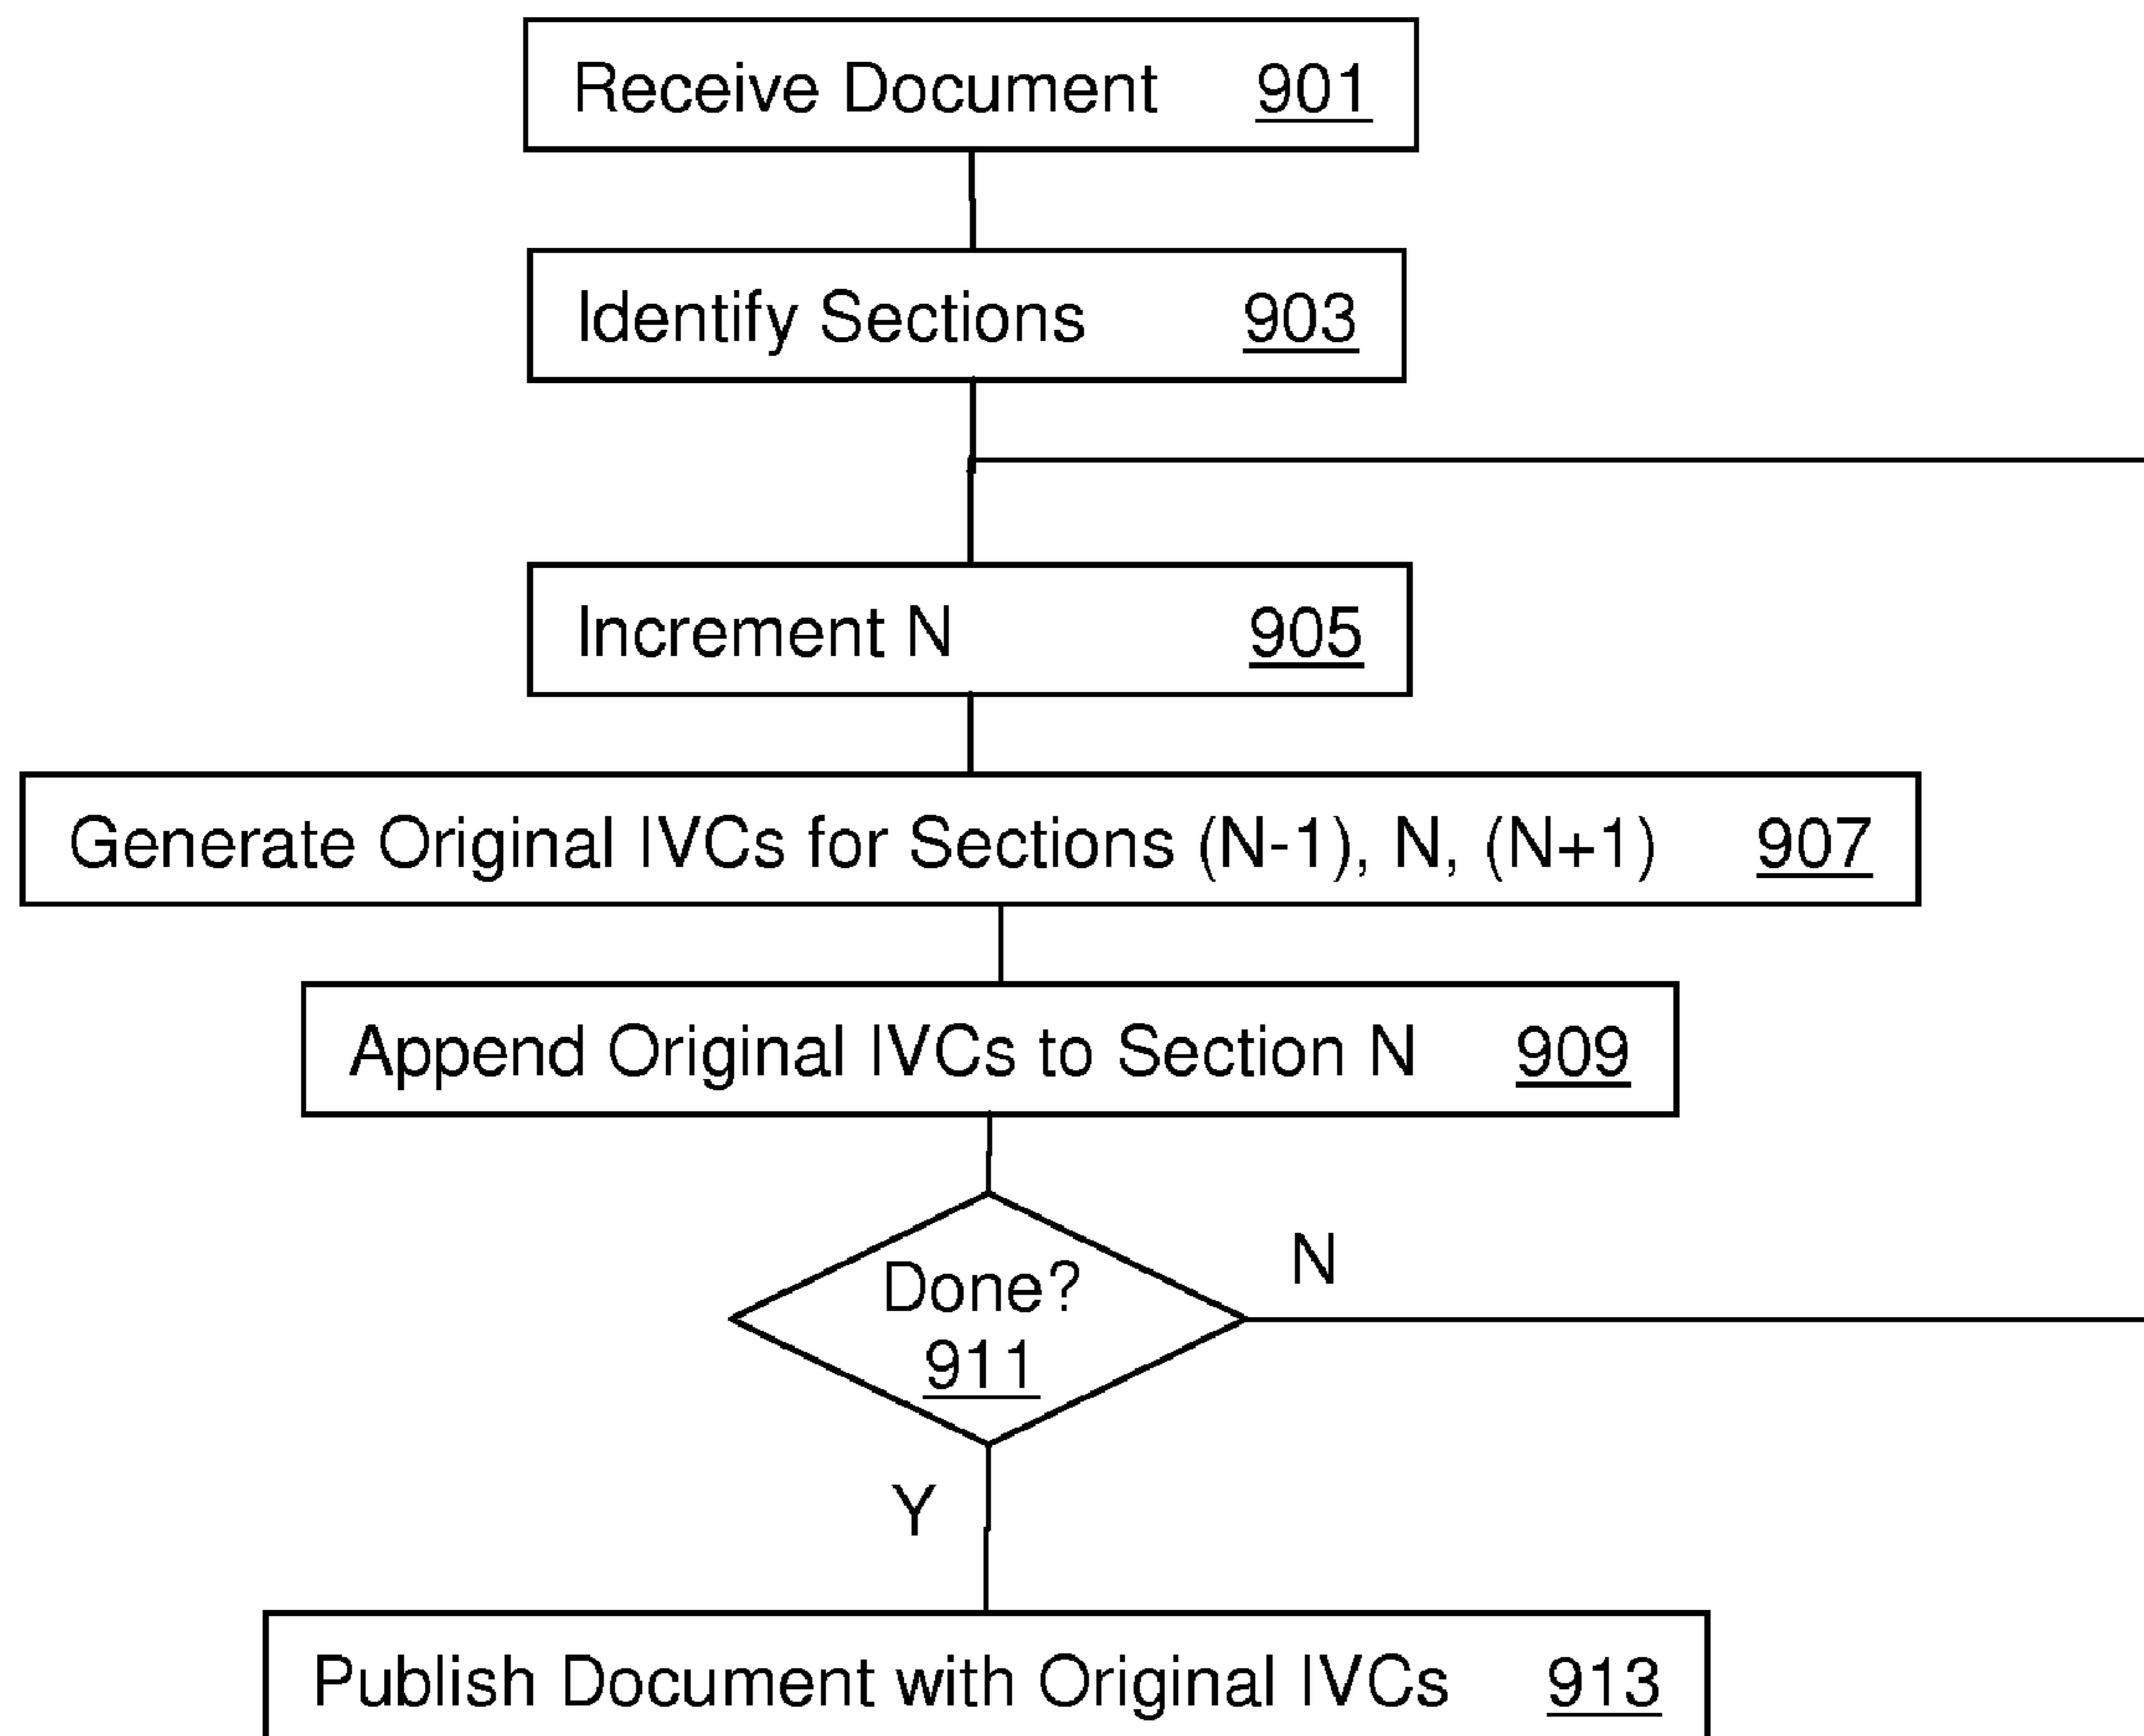 Receive Document 901
Identify Sections 903
Increment N 905
Generate Original IVCs for Sections (N-1), N, (N+1) 907
Append Original IVCs to Section N 909
Done?
911
N
Y
Publish Document with Original IVCs 913